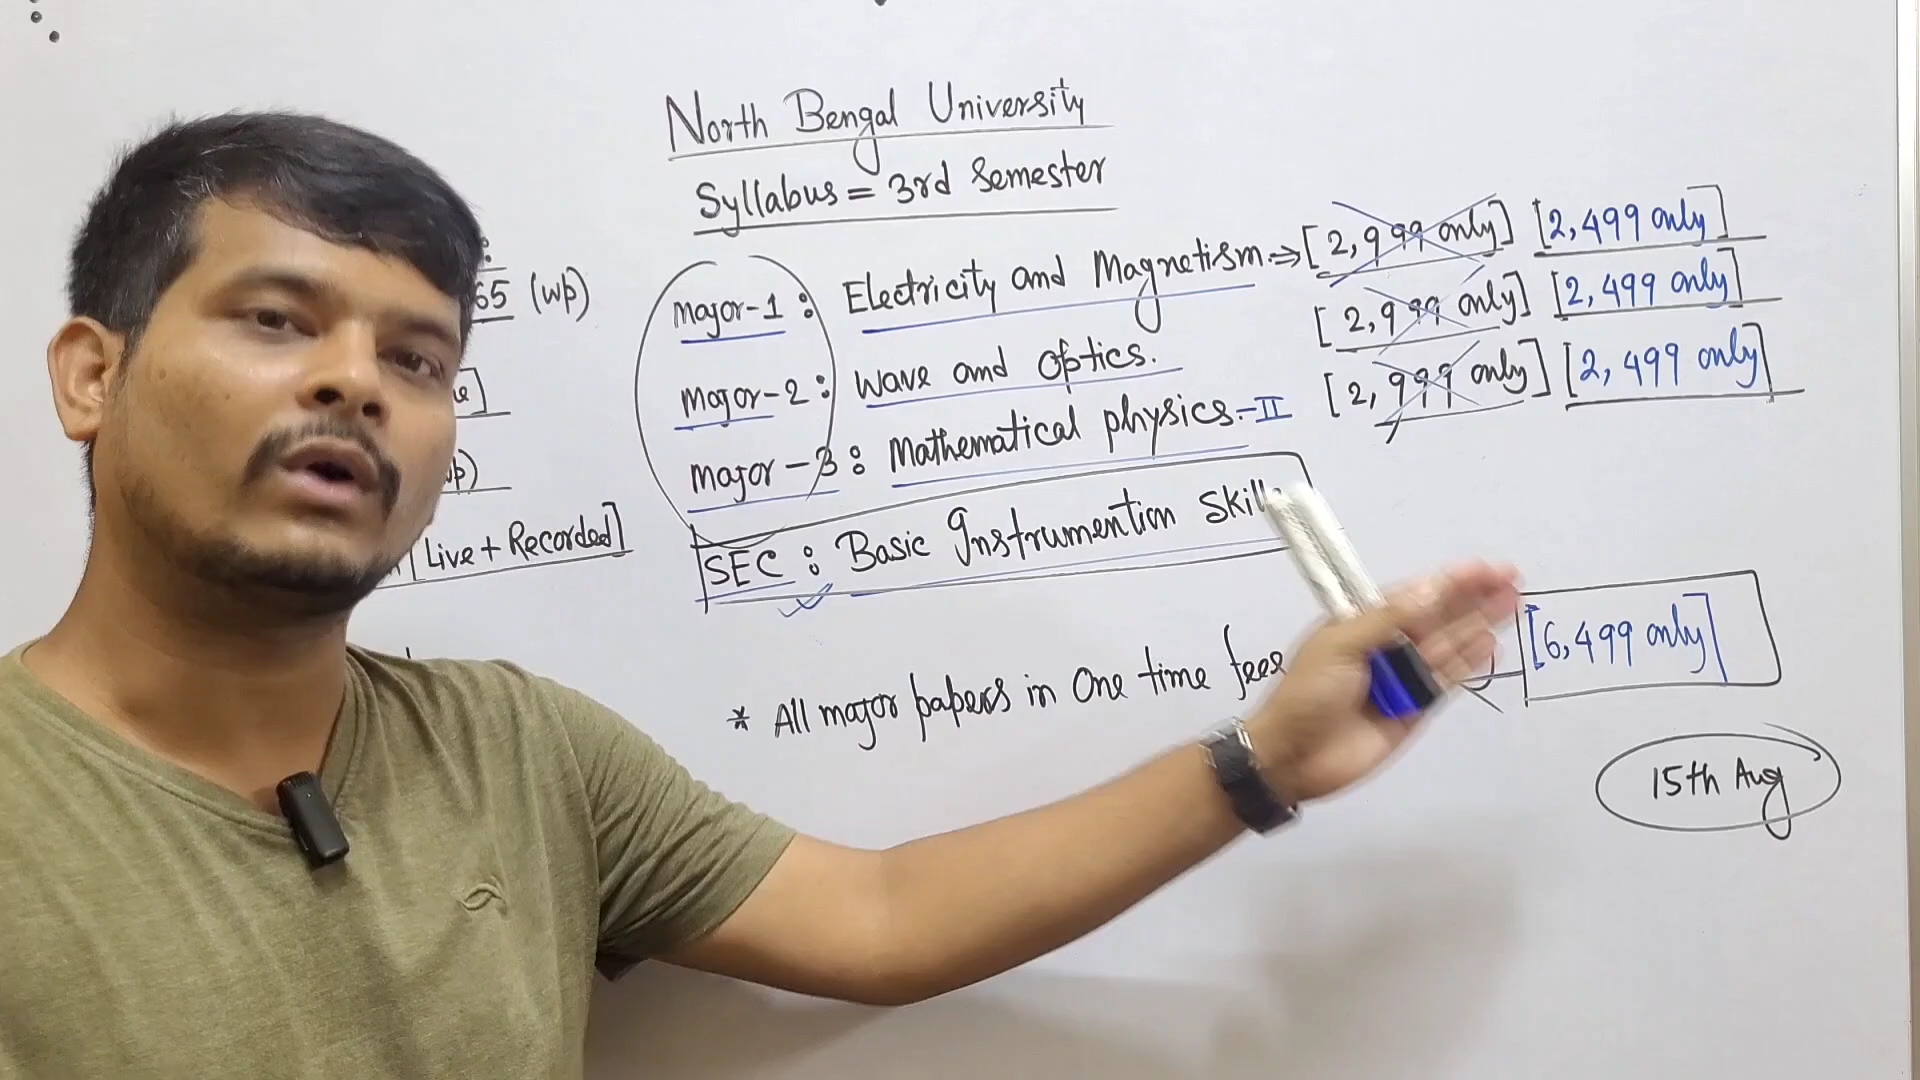 North Bengal University
Syllabus = 3rd Semester
Major-1 : Electricity and Magnetism. ⇒ [2,999 only] [2,499 only]
Major-2 : Wave and Optics. [2,999 only] [2,499 only]
Major-3 : Mathematical physics-II [2,999 only] [2,499 only]
SEC : Basic Instrumention Skill
* All major papers in One time fees [6,499 only]
15th Aug
65 (wp)
[Live + Recorded]